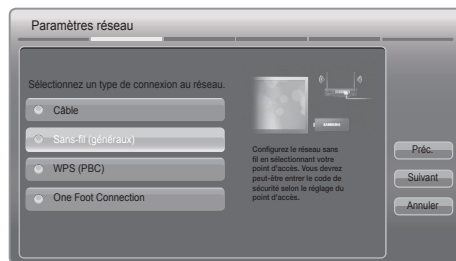 Paramètres réseau
Sélectionnez un type de connexion au réseau.
Câble
Sans-fil (généraux)
WPS (PBC)
One Foot Connection
SAMSUNG
Configurez le réseau sans
fil en sélectionnant votre
point d'accès. Vous devrez
peut-être entrer le code de
sécurité selon le réglage du
point d'accès.
Préc.
Suivant
Annuler